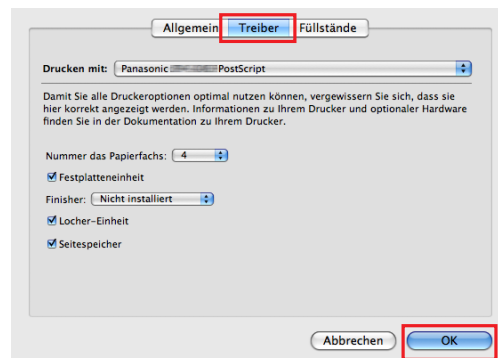 Allgemein Treiber Füllstände
Drucken mit: Panasonic PostScript
Damit Sie alle Druckeroptionen optimal nutzen können, vergewissern Sie sich, dass sie
hier korrekt angezeigt werden. Informationen zu Ihrem Drucker und optionaler Hardware
finden Sie in der Dokumentation zu Ihrem Drucker.
Nummer das Papierfachs: 4
Festplatteneinheit
Finisher: Nicht installiert
Locher-Einheit
Seitespeicher
Abbrechen OK